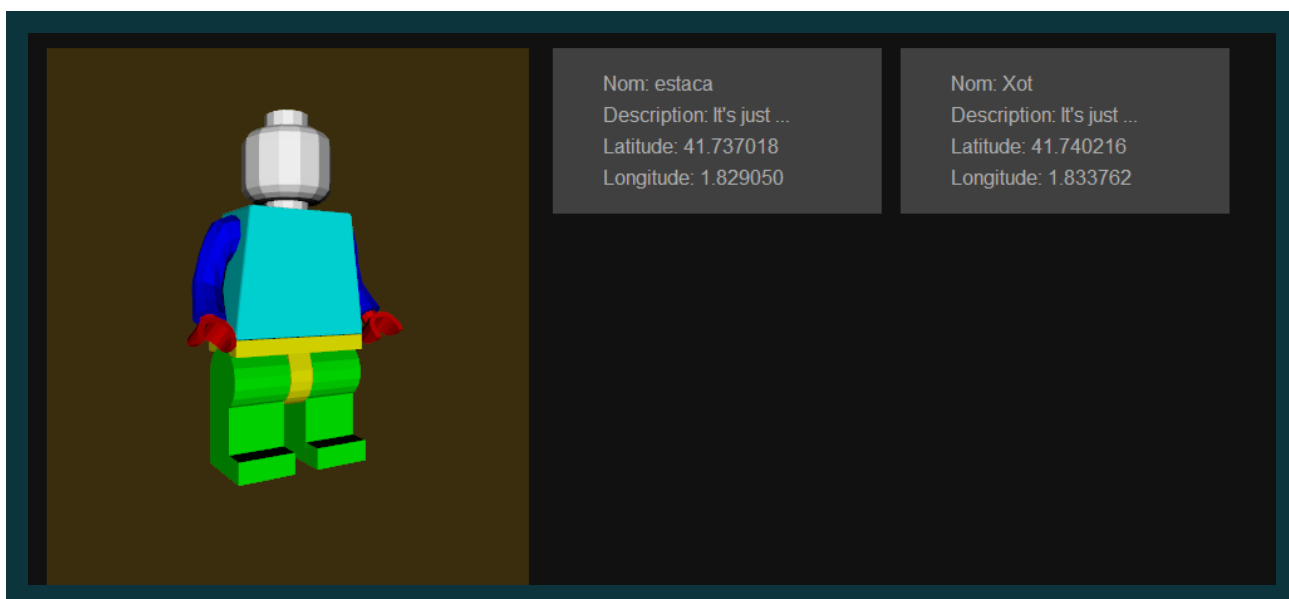 Nom: estaca
Description: It's just ...
Latitude: 41.737018
Longitude: 1.829050
Nom: Xot
Description: It's just ...
Latitude: 41.740216
Longitude: 1.833762